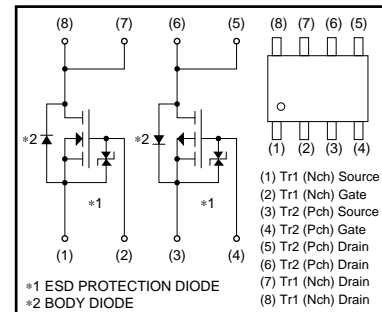 (8) (7) (6) (5)
(8) (7) (6) (5)
∗2
∗2
∗1
∗1
(1) (2) (3) (4)
(1) (2) (3) (4)
∗1 ESD PROTECTION DIODE
∗2 BODY DIODE
(1) Tr1 (Nch) Source
(2) Tr1 (Nch) Gate
(3) Tr2 (Pch) Source
(4) Tr2 (Pch) Gate
(5) Tr2 (Pch) Drain
(6) Tr2 (Pch) Drain
(7) Tr1 (Nch) Drain
(8) Tr1 (Nch) Drain